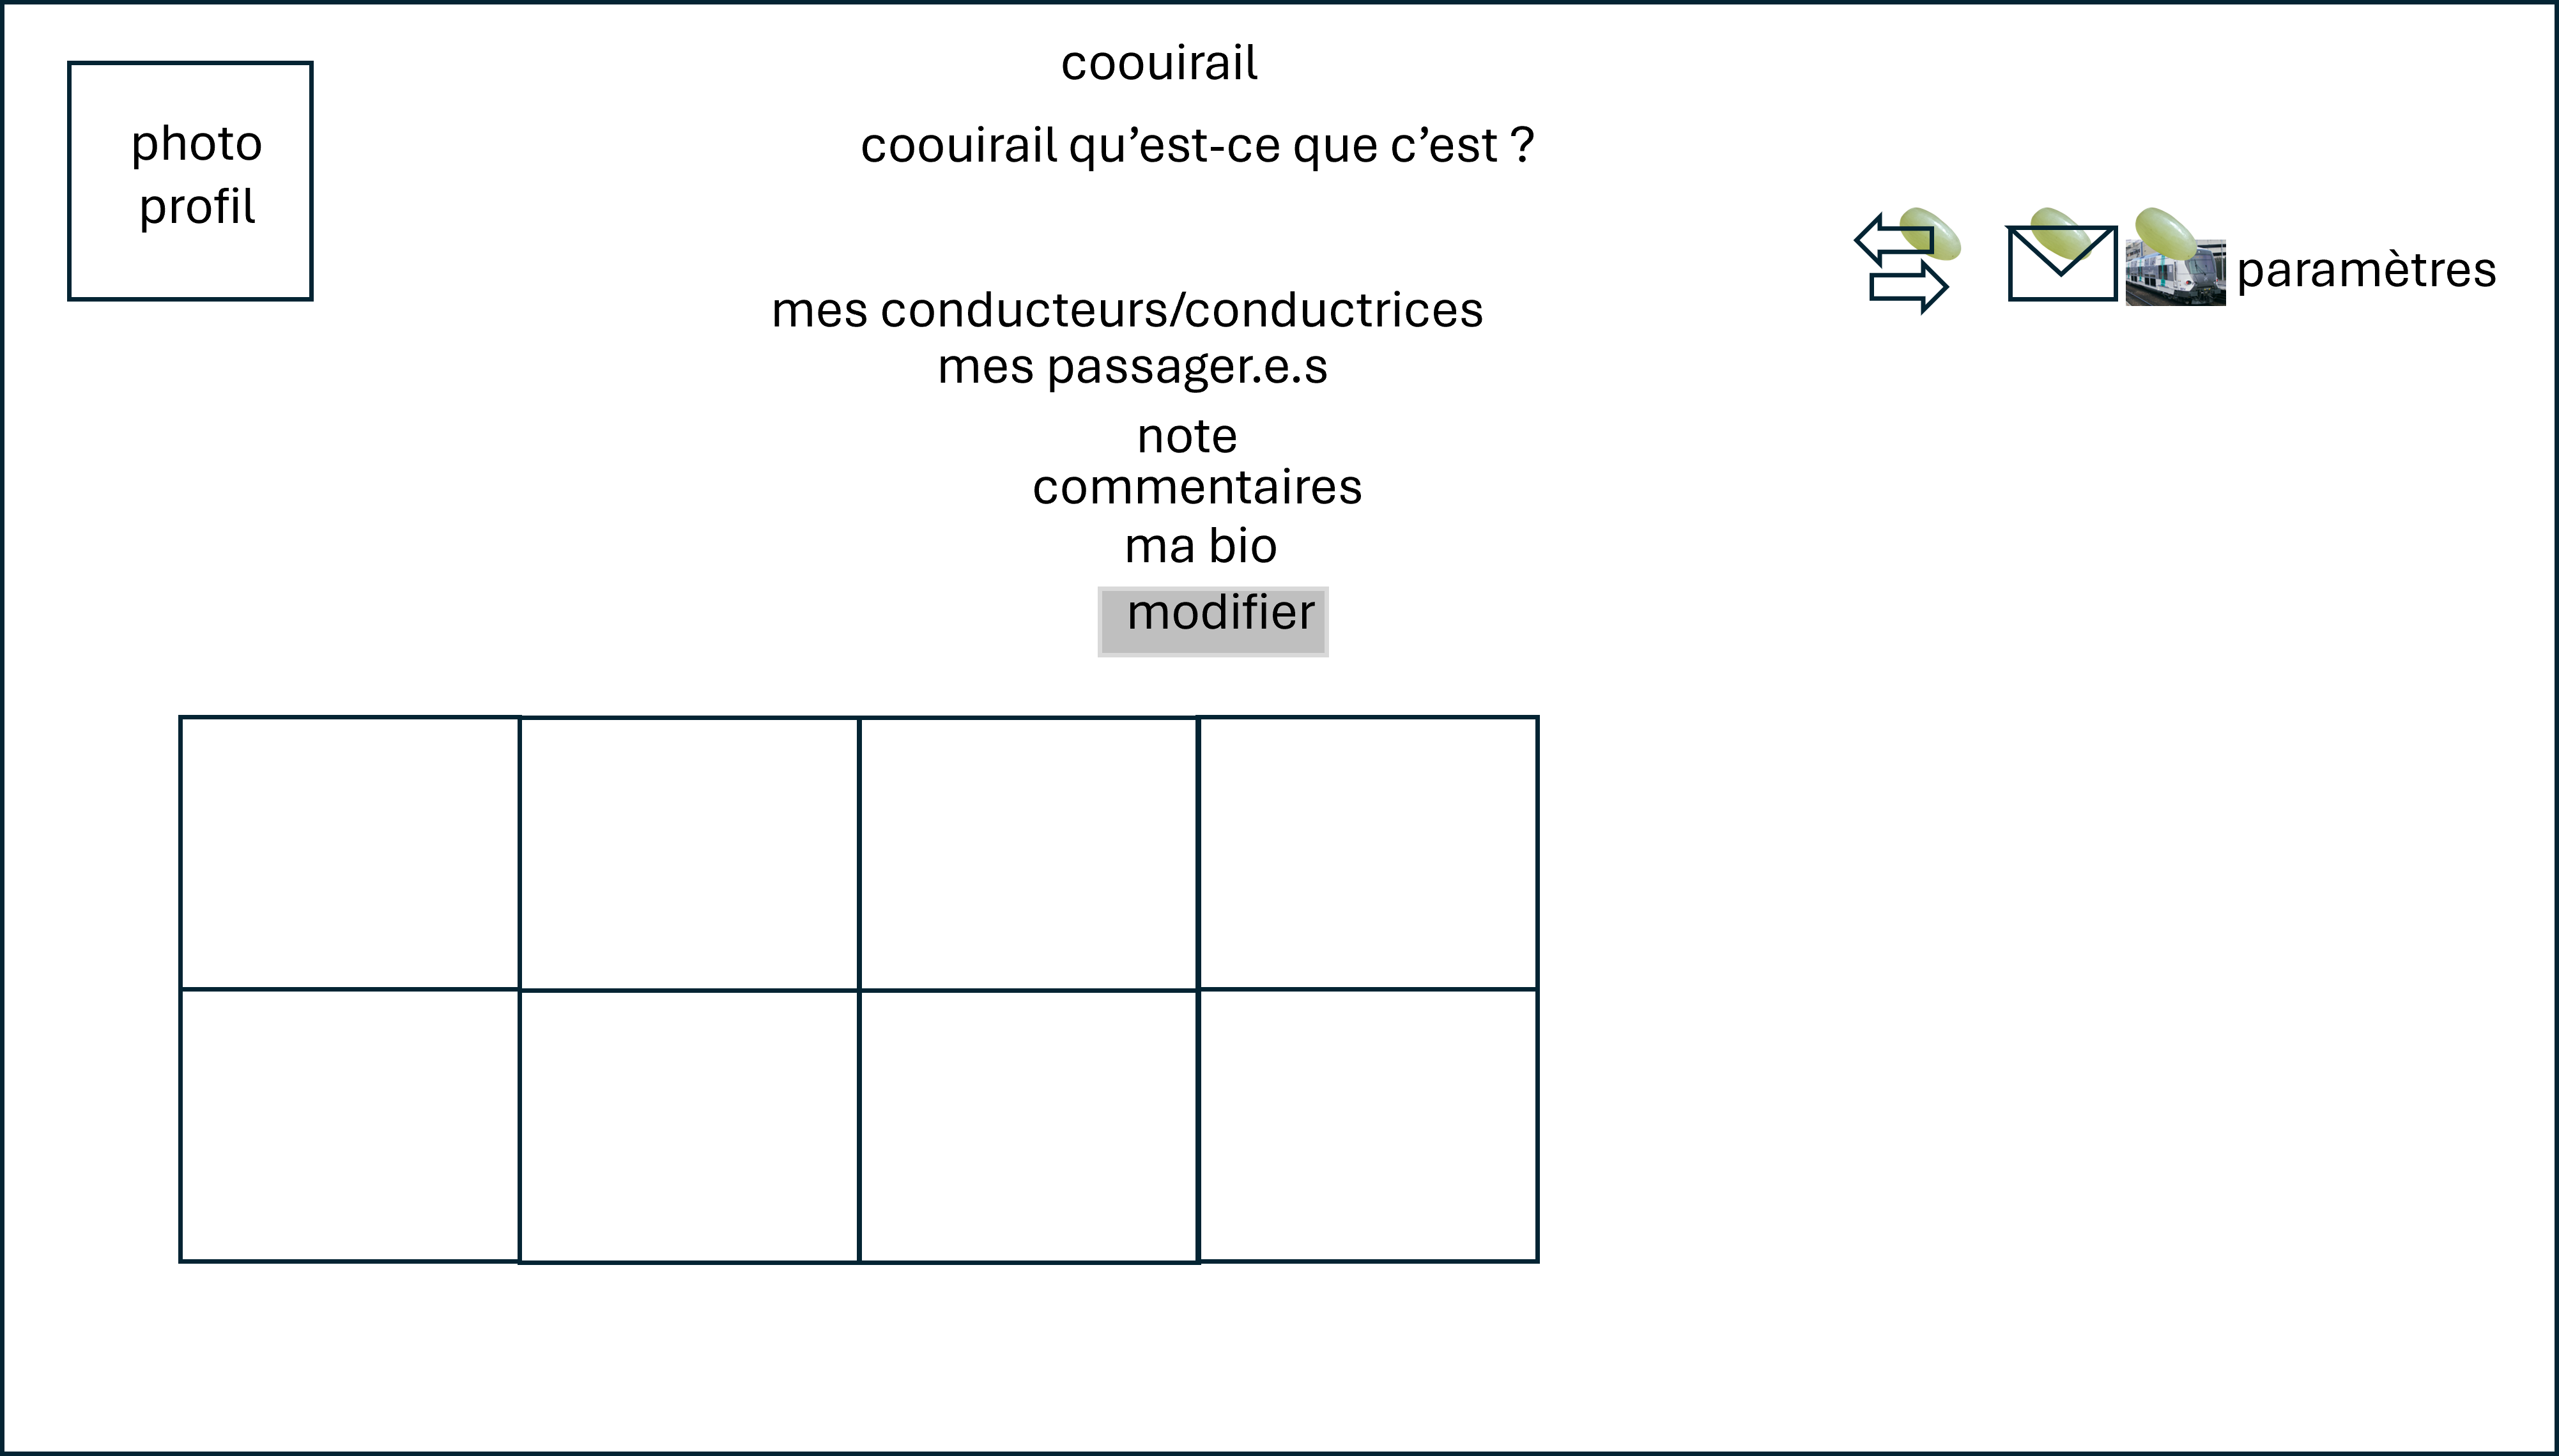 coouirail
photo
profil
coouirail qu’est-ce que c’est ?
paramètres
mes conducteurs/conductrices
mes passager.e.s
note
commentaires
ma bio
modifier